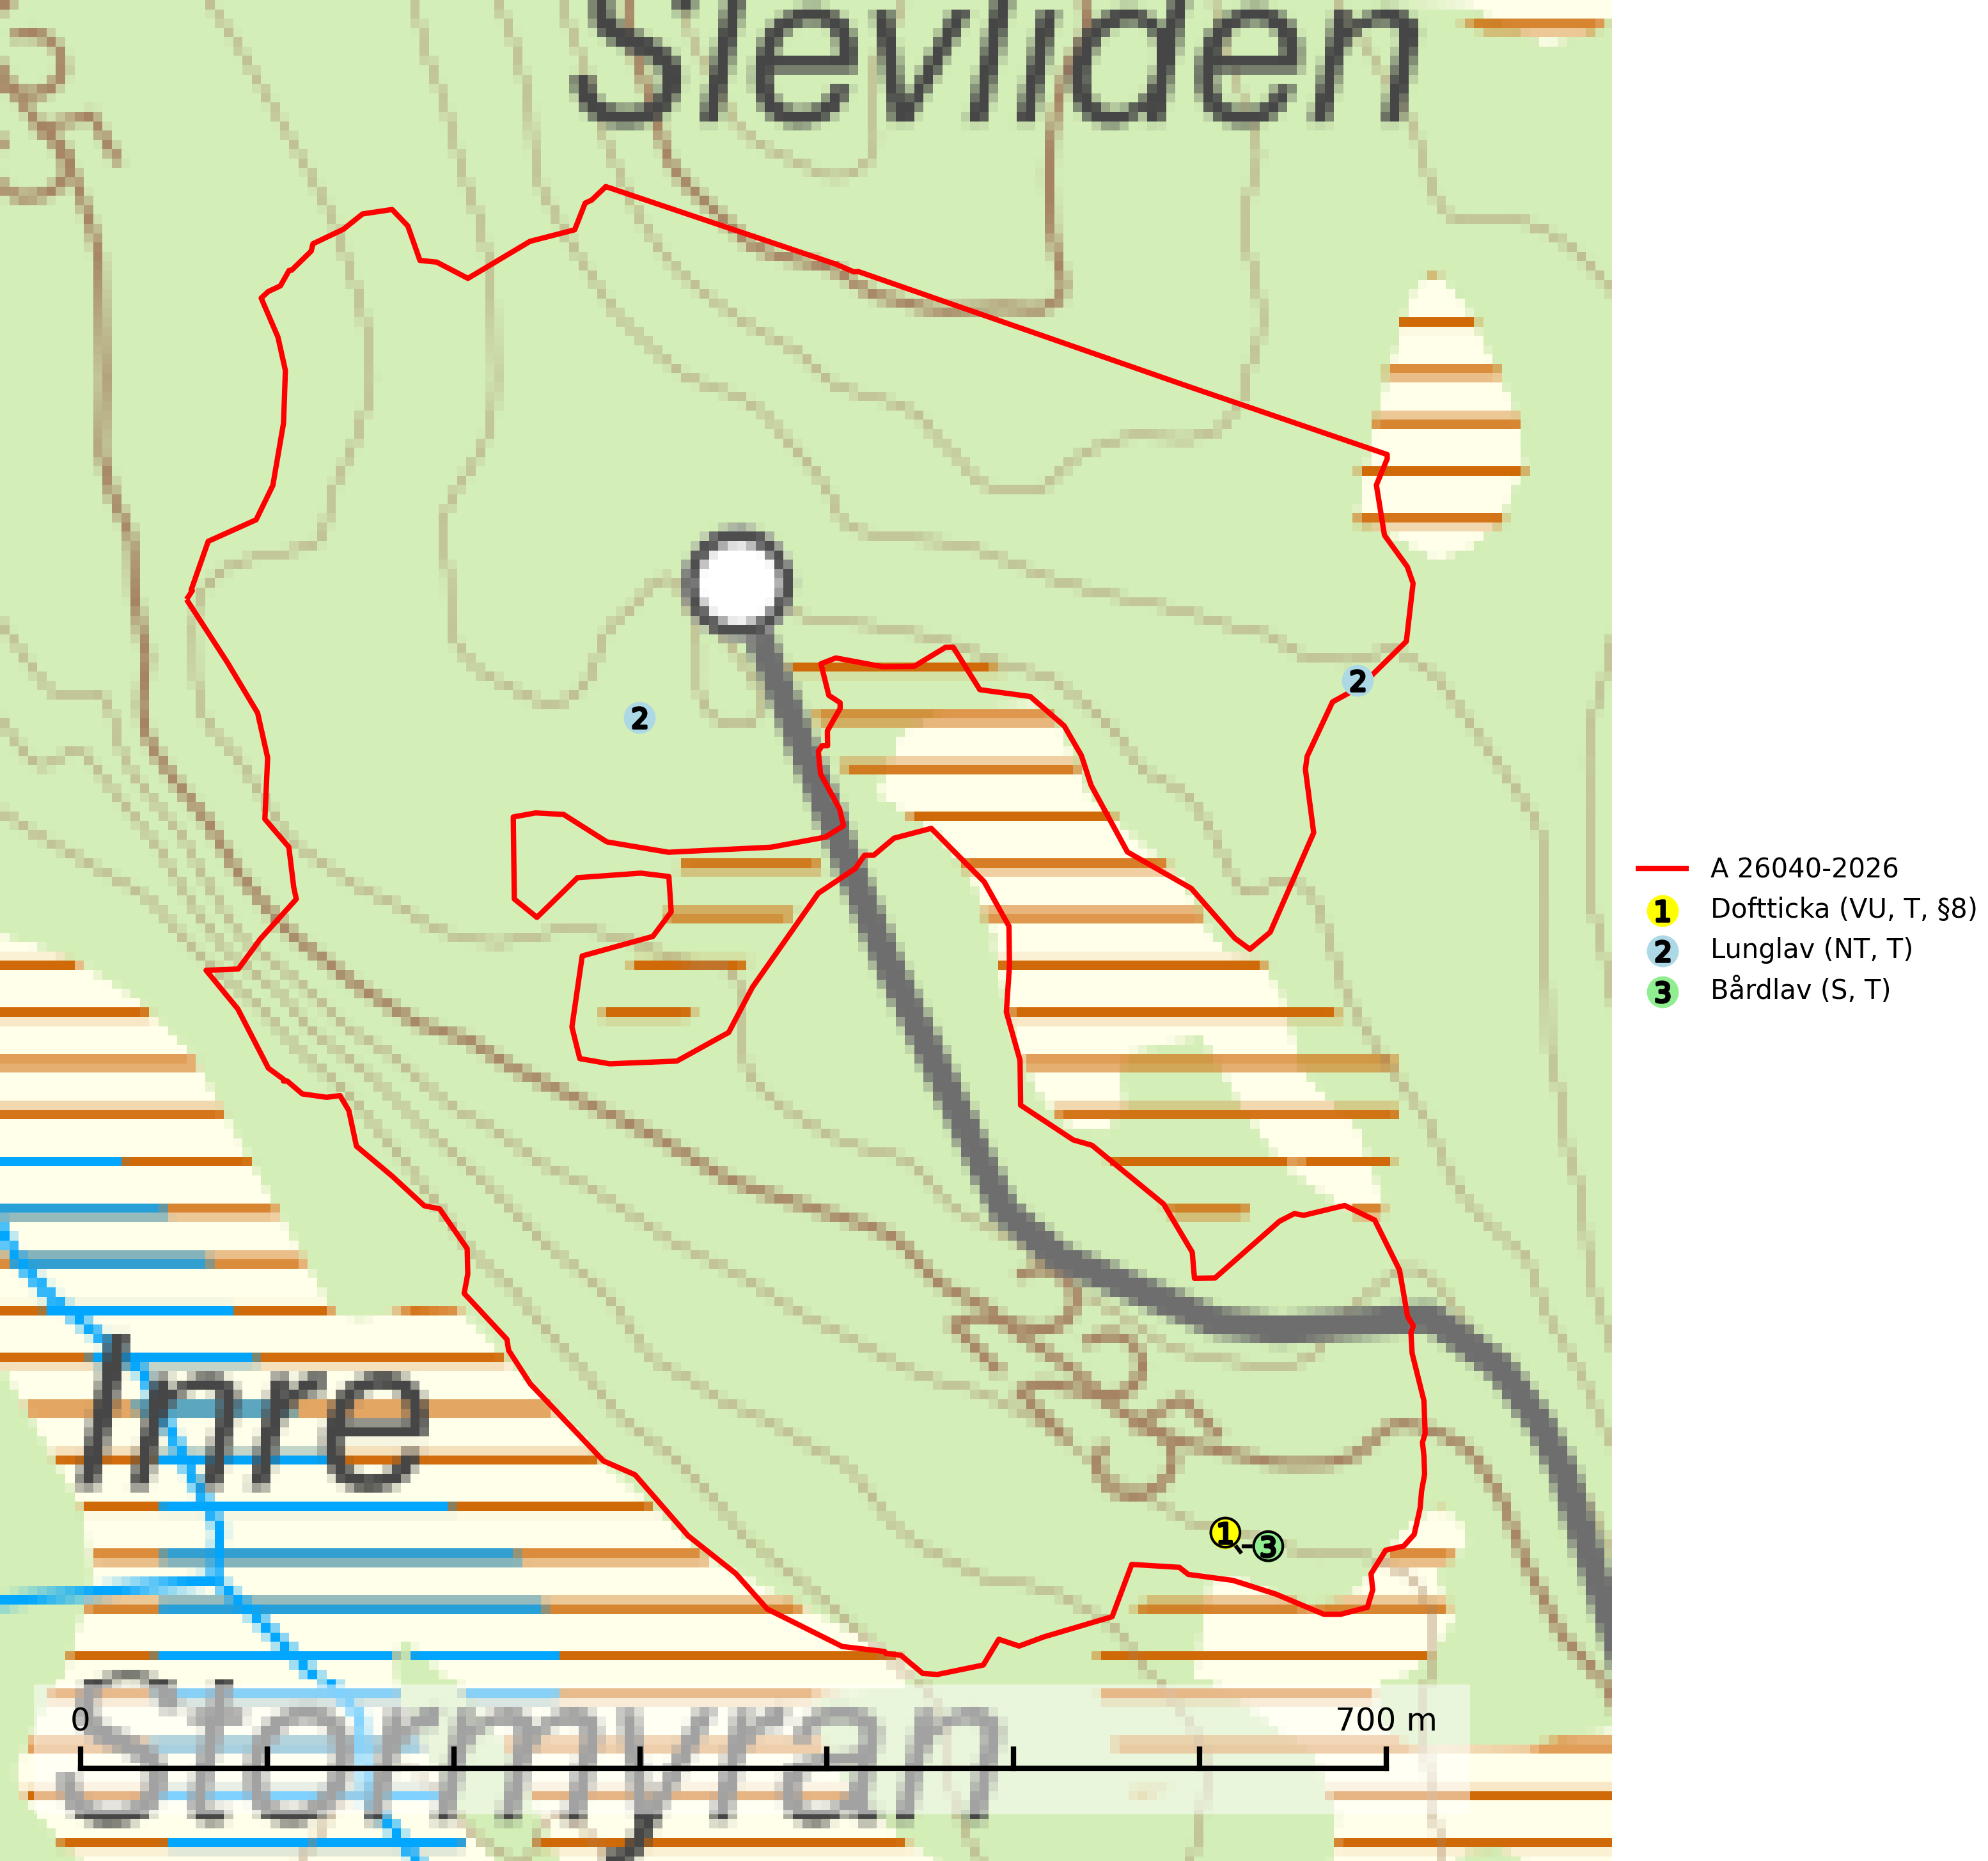 Slevliden
2
2
A 26040-2026
1 Doftticka (VU, T, §8)
2 Lunglav (NT, T)
3 Bårdlav (S, T)
Inre
1
3
Stormyran
0
700 m